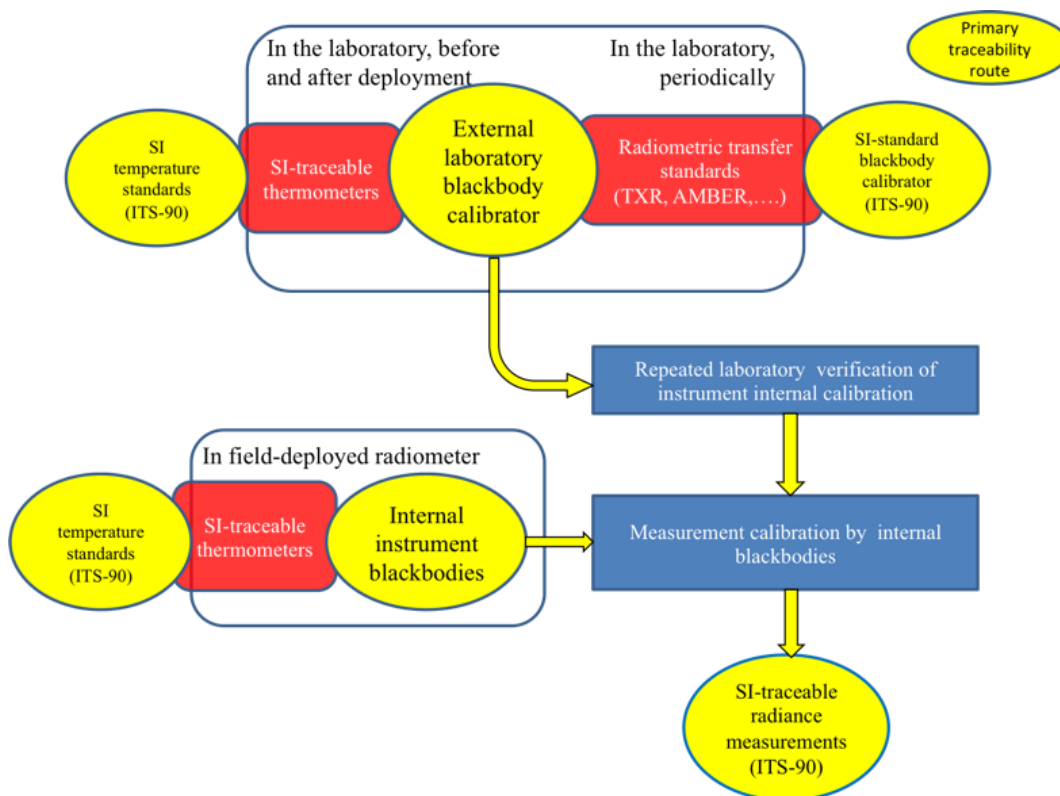 In the laboratory, before
and after deployment
In the laboratory,
periodically
Primary
traceability
route
SI
temperature
standards
(ITS-90)
SI-traceable
thermometers
External
laboratory
blackbody
calibrator
Radiometric transfer
standards
(TXR, AMBER,….)
SI-standard
blackbody
calibrator
(ITS-90)
Repeated laboratory verification of
instrument internal calibration
In field-deployed radiometer
SI
temperature
standards
(ITS-90)
SI-traceable
thermometers
Internal
instrument
blackbodies
Measurement calibration by internal
blackbodies
SI-traceable
radiance
measurements
(ITS-90)